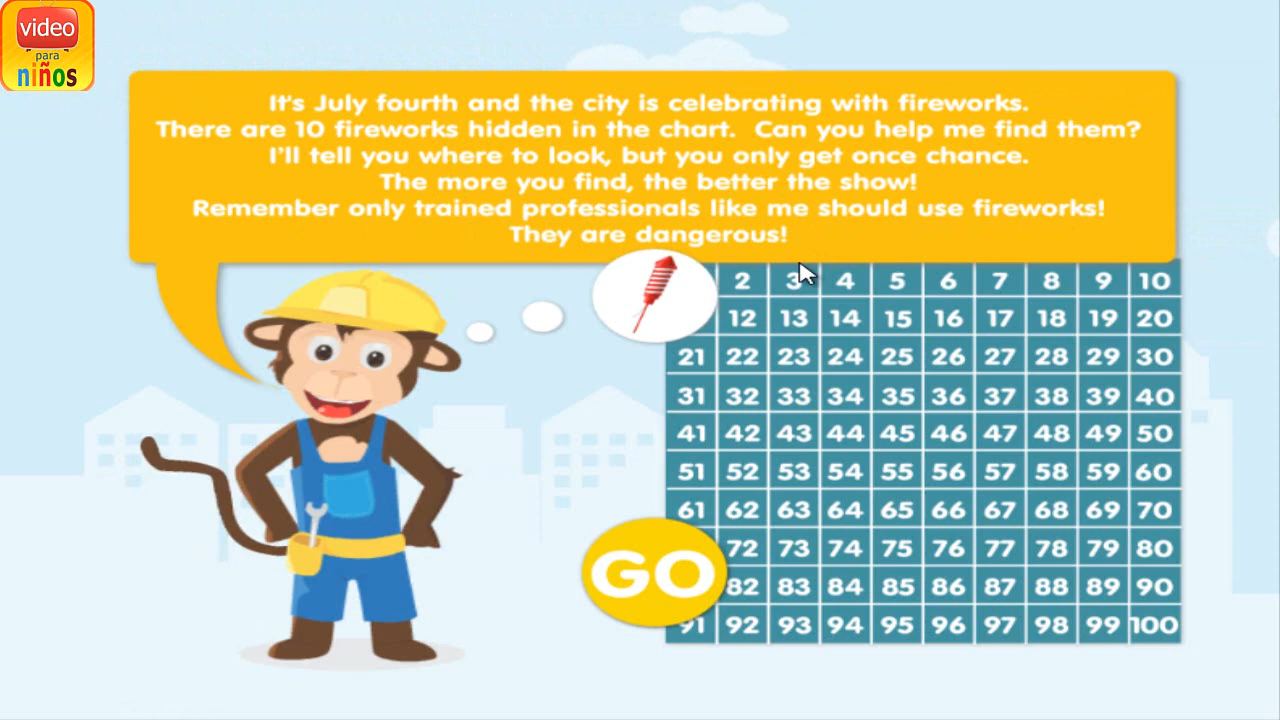 video
para
niños
It's July fourth and the city is celebrating with fireworks.
There are 10 fireworks hidden in the chart. Can you help me find them?
I'll tell you where to look, but you only get once chance.
The more you find, the better the show!
Remember only trained professionals like me should use fireworks!
They are dangerous!
2 3 4 5 6 7 8 9 10
12 13 14 15 16 17 18 19 20
21 22 23 24 25 26 27 28 29 30
31 32 33 34 35 36 37 38 39 40
41 42 43 44 45 46 47 48 49 50
51 52 53 54 55 56 57 58 59 60
61 62 63 64 65 66 67 68 69 70
72 73 74 75 76 77 78 79 80
GO
82 83 84 85 86 87 88 89 90
91 92 93 94 95 96 97 98 99 100